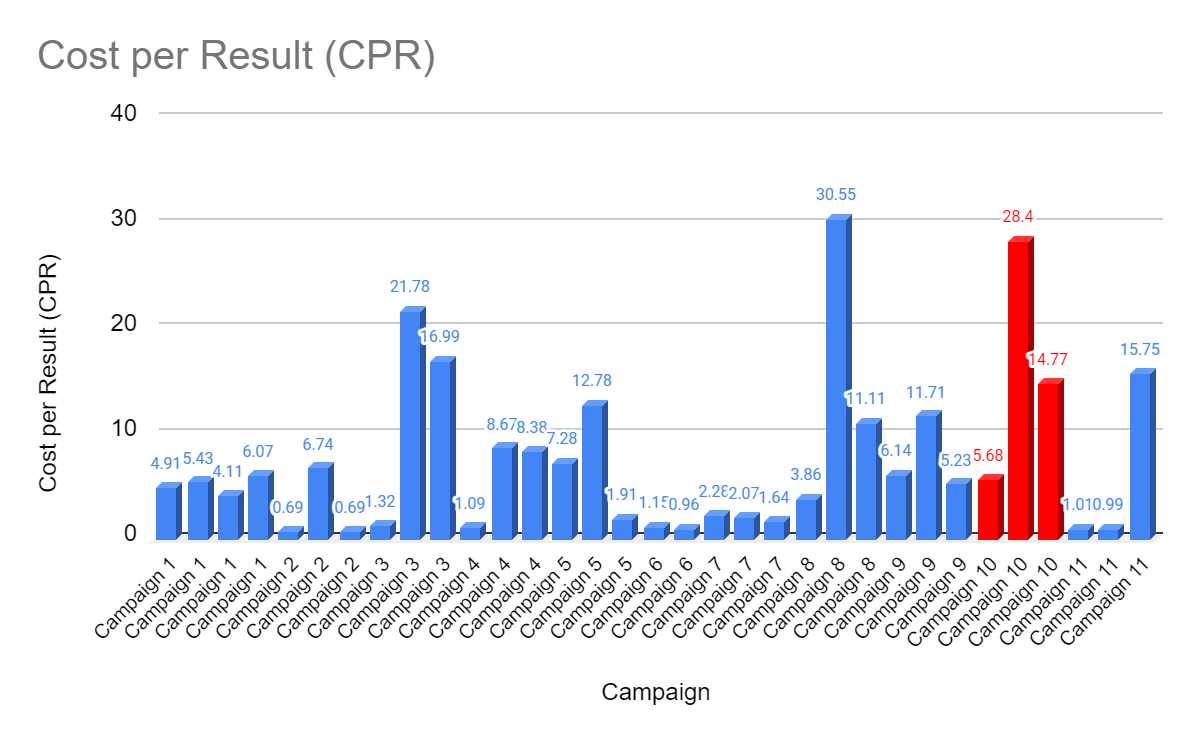 Cost per Result (CPR)
40
30
20
10
0
Cost per Result (CPR)
4.91
5.43
4.11
6.07
0.69
6.74
0.69
1.32
21.78
16.99
1.09
8.67
8.38
7.28
12.78
1.91
1.15
0.96
2.28
2.07
1.64
3.86
30.55
11.11
6.14
11.71
5.23
5.68
28.4
14.77
1.01
0.99
15.75
Campaign 1
Campaign 1
Campaign 1
Campaign 1
Campaign 2
Campaign 2
Campaign 2
Campaign 3
Campaign 3
Campaign 3
Campaign 4
Campaign 4
Campaign 4
Campaign 5
Campaign 5
Campaign 5
Campaign 6
Campaign 6
Campaign 7
Campaign 7
Campaign 7
Campaign 8
Campaign 8
Campaign 8
Campaign 9
Campaign 9
Campaign 9
Campaign 10
Campaign 10
Campaign 10
Campaign 11
Campaign 11
Campaign 11
Campaign